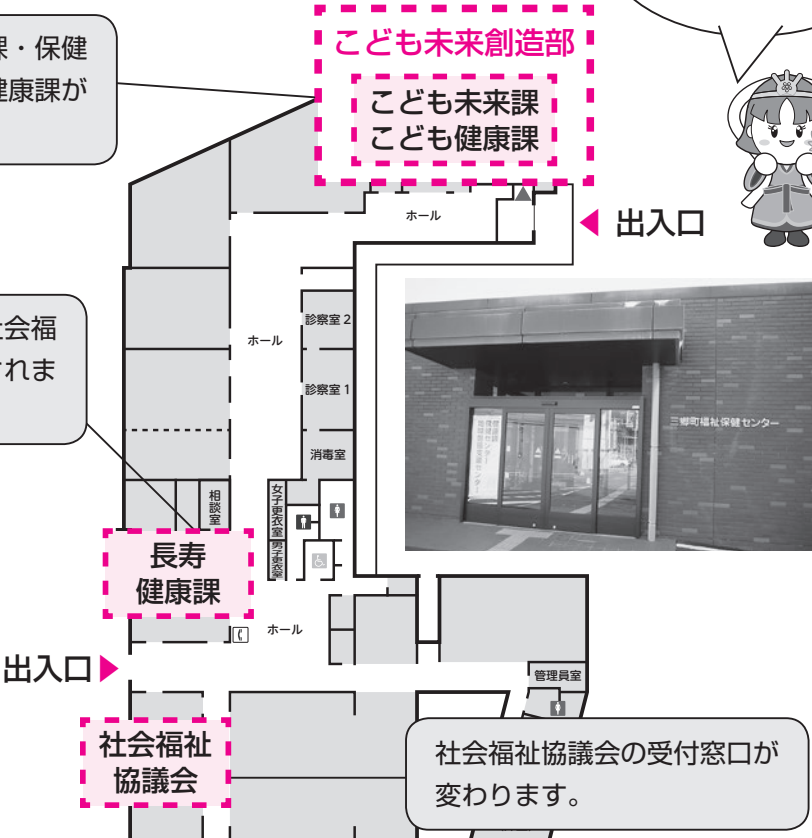 課・保健
健康課が
こども未来創造部
こども未来課
こども健康課
ホール
出入口
社会福
されま
ホール
診察室2
診察室1
消毒室
三郷町福祉保健センター
相談室
女子更衣室
男子更衣室
長寿
健康課
ホール
出入口
管理員室
社会福祉
協議会
社会福祉協議会の受付窓口が
変わります。